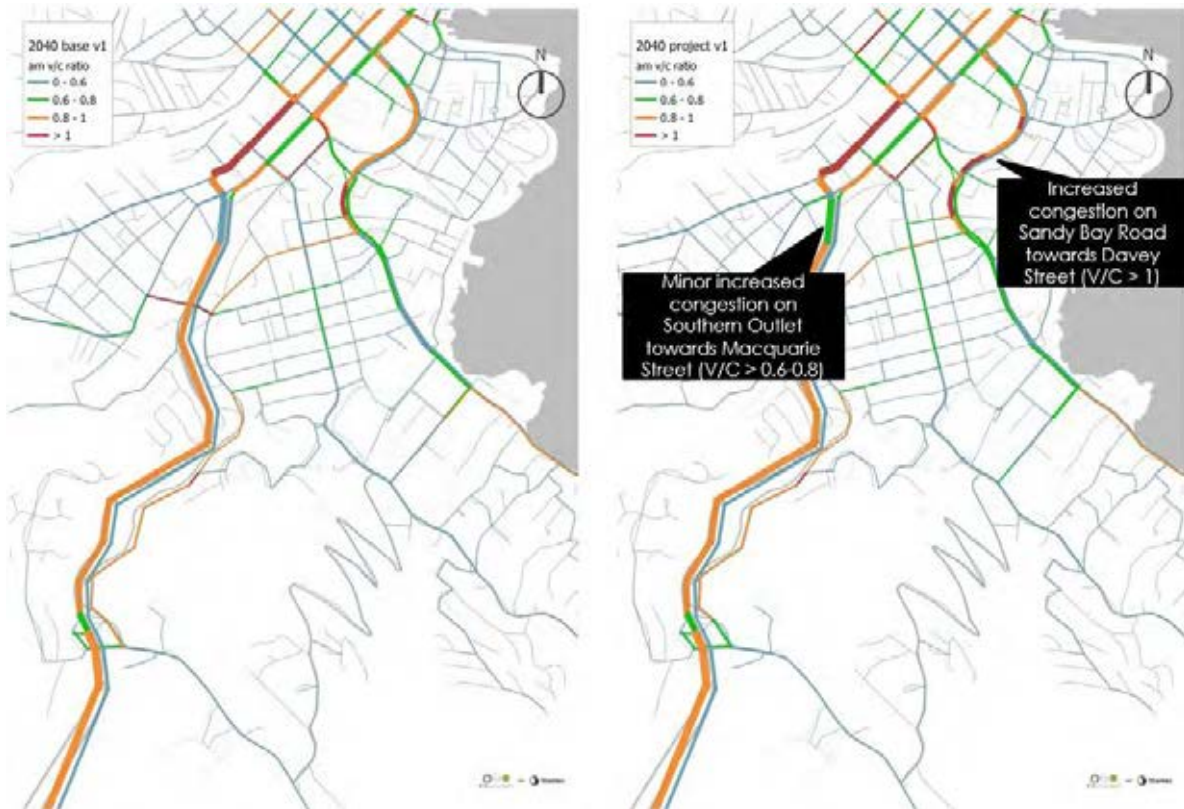 2040 base v1
am v/c ratio
0 - 0.6
0.6 - 0.8
0.8 - 1
> 1
N
2040 project v1
am v/c ratio
0 - 0.6
0.6 - 0.8
0.8 - 1
> 1
N
Increased
congestion on
Sandy Bay Road
towards Davey
Street (V/C > 1)
Minor increased
congestion on
Southern Outlet
towards Macquarie
Street (V/C > 0.6-0.8)